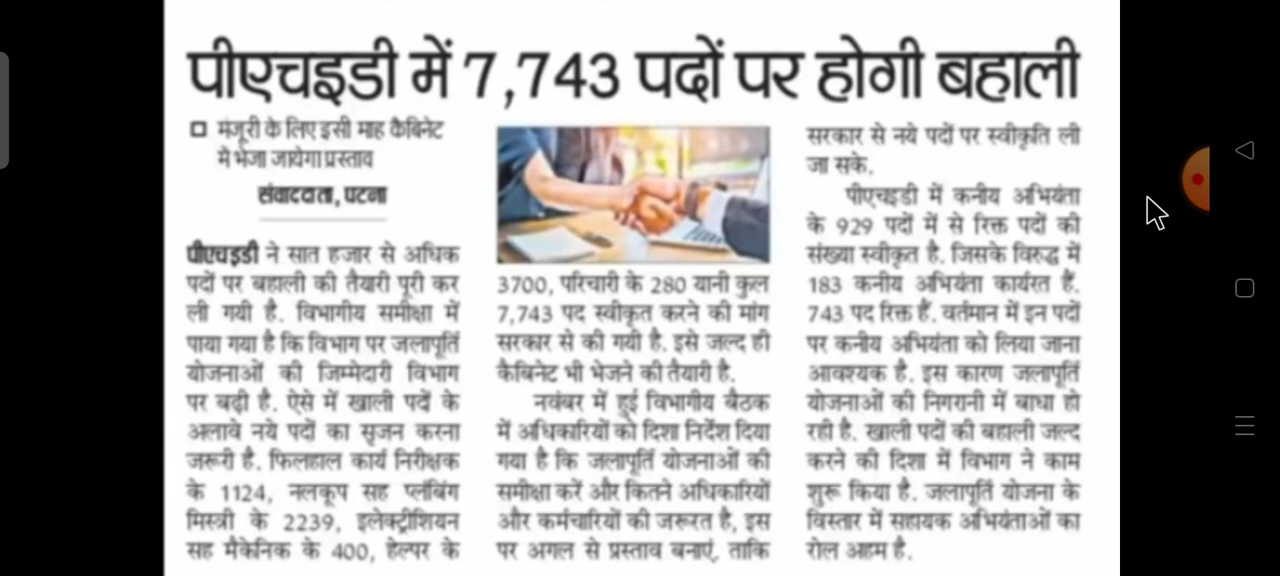 पीएचइडी में 7,743 पदों पर होगी बहाली
मंजूरी के लिए इसी माह कैबिनेट
में भेजा जायेगा प्रस्ताव
संवाददाता, पटना
पीएचइडी ने सात हजार से अधिक
पदों पर बहाली की तैयारी पूरी कर
ली गयी है. विभागीय समीक्षा में
पाया गया है कि विभाग पर जलापूर्ति
योजनाओं की जिम्मेदारी विभाग
पर बढ़ी है. ऐसे में खाली पदों के
अलावे नये पदों का सृजन करना
जरूरी है. फिलहाल कार्य निरीक्षक
के 1124, नलकूप सह प्लंबिंग
मिस्त्री के 2239, इलेक्ट्रीशियन
सह मैकेनिक के 400, हेल्पर के
3700, परिचारी के 280 यानी कुल
7,743 पद स्वीकृत करने की मांग
सरकार से की गयी है. इसे जल्द ही
कैबिनेट भी भेजने की तैयारी है.
नवंबर में हुई विभागीय बैठक
में अधिकारियों को दिशा निर्देश दिया
गया है कि जलापूर्ति योजनाओं की
समीक्षा करें और कितने अधिकारियों
और कर्मचारियों की जरूरत है, इस
पर अगल से प्रस्ताव बनाएं, ताकि
सरकार से नये पदों पर स्वीकृति ली
जा सके.
पीएचइडी में कनीय अभियंता
के 929 पदों में से रिक्त पदों की
संख्या स्वीकृत है. जिसके विरुद्ध में
183 कनीय अभियंता कार्यरत हैं.
743 पद रिक्त हैं. वर्तमान में इन पदों
पर कनीय अभियंता को लिया जाना
आवश्यक है. इस कारण जलापूर्ति
योजनाओं की निगरानी में बाधा हो
रही है. खाली पदों की बहाली जल्द
करने की दिशा में विभाग ने काम
शुरू किया है. जलापूर्ति योजना के
विस्तार में सहायक अभियंताओं का
रोल अहम है.